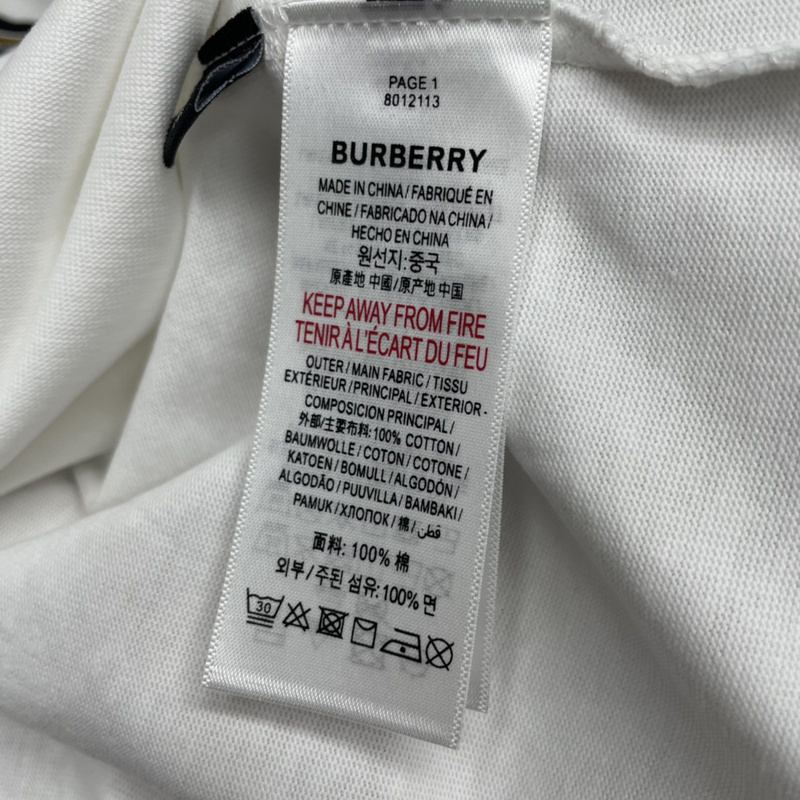 PAGE 1
8012113
BURBERRY
MADE IN CHINA / FABRIQUÉ EN
CHINE / FABRICADO NA CHINA /
HECHO EN CHINA
원선지:중국
原產地 中國 / 原产地 中国
KEEP AWAY FROM FIRE
TENIR À L'ÉCART DU FEU
OUTER / MAIN FABRIC / TISSU
EXTÉRIEUR / PRINCIPAL / EXTERIOR -
COMPOSICION PRINCIPAL /
外部/主要布料: 100% COTTON /
BAUMWOLLE / COTON / COTONE /
KATOEN / BOMULL / ALGODÓN /
ALGODÃO / PUUVILLA / BAMBAKI /
PAMUK / ХЛОПОК / 棉 / قطن
面料: 100% 棉
외부 / 주된 섬유: 100% 면
30